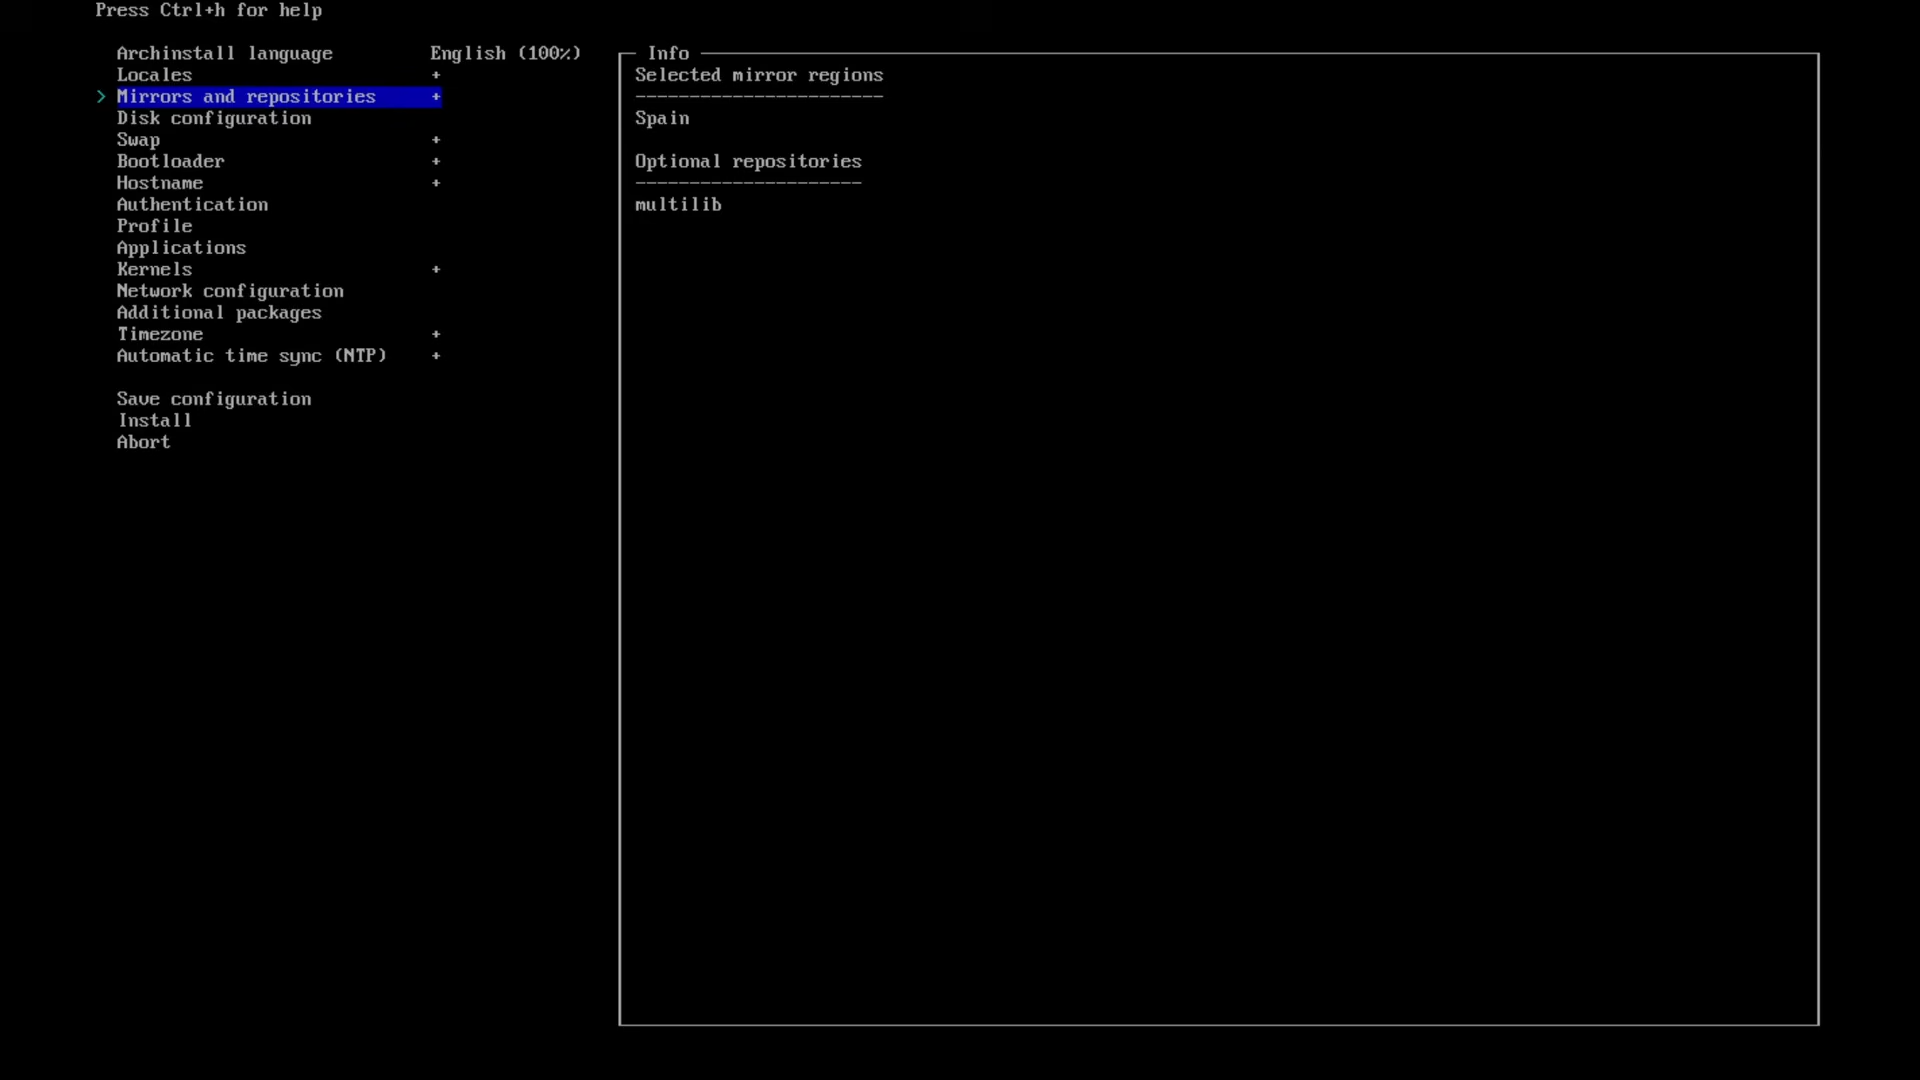 Press Ctrl+h for help
Archinstall language English (100%)
Locales +
> Mirrors and repositories +
Disk configuration
Swap +
Bootloader +
Hostname +
Authentication
Profile
Applications
Kernels +
Network configuration
Additional packages
Timezone +
Automatic time sync (NTP) +
Save configuration
Install
Abort
Info
Selected mirror regions
-----------------------
Spain
Optional repositories
---------------------
multilib